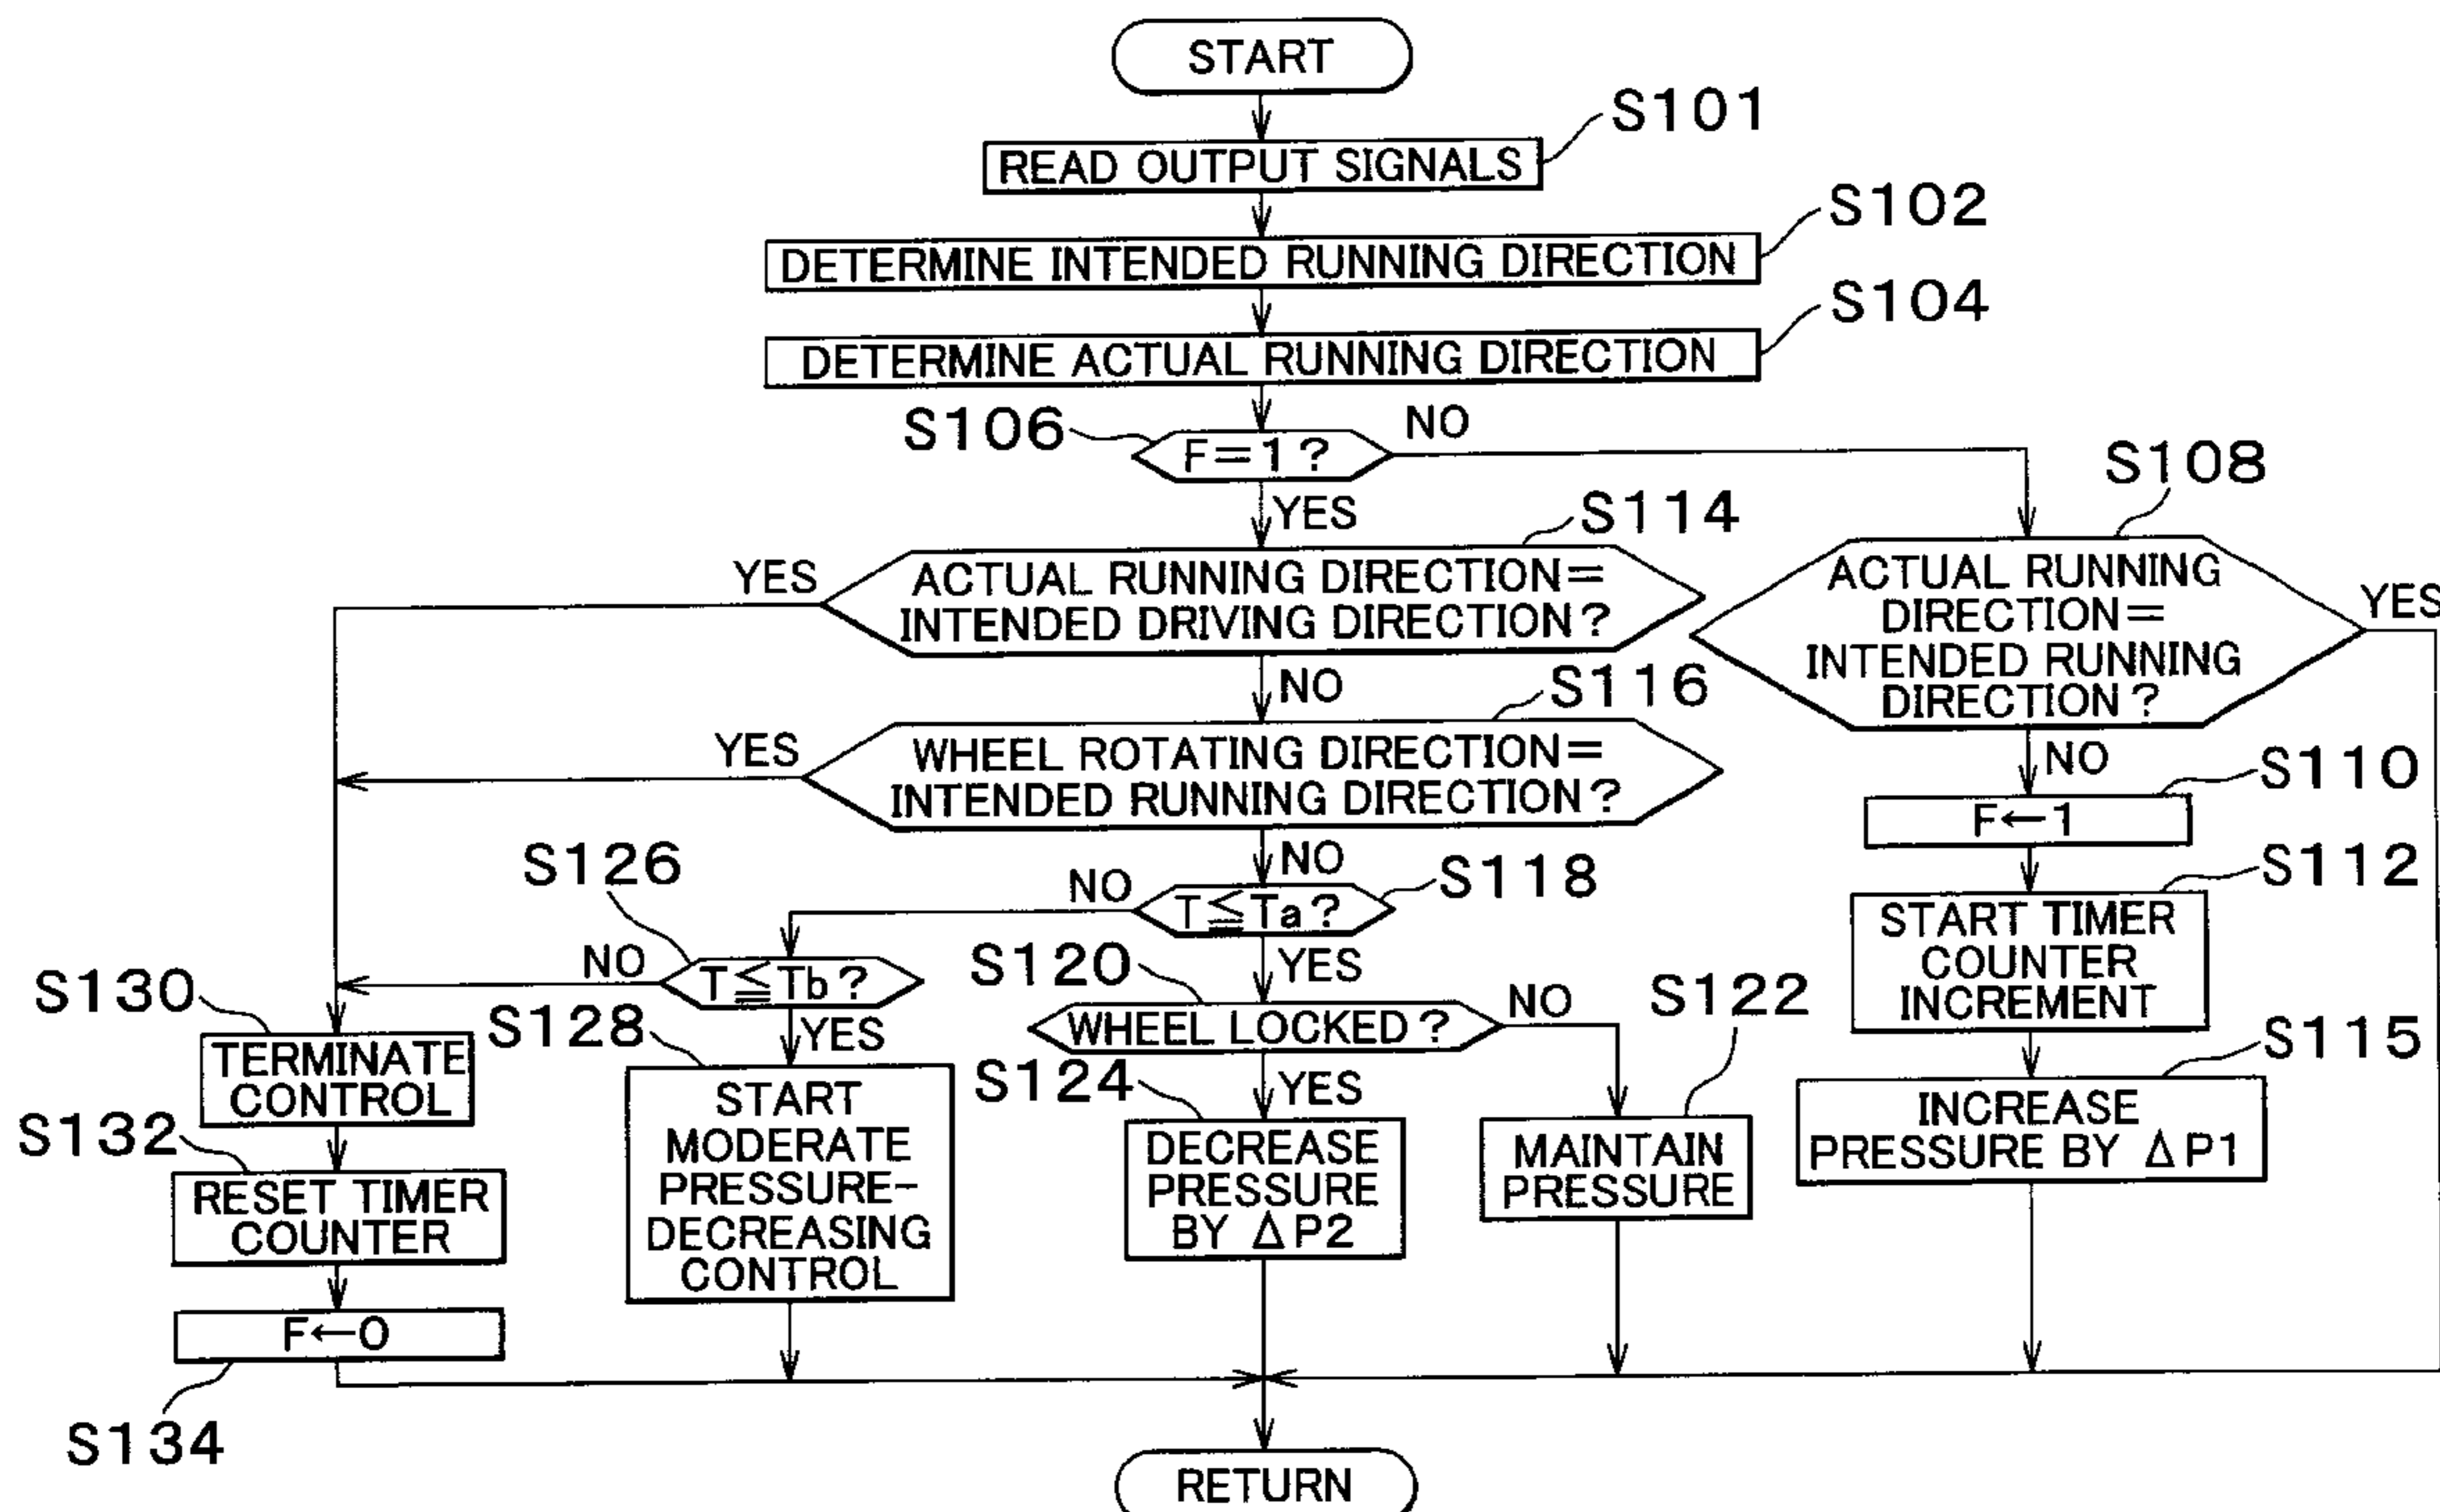 START
S101
READ OUTPUT SIGNALS
S102
DETERMINE INTENDED RUNNING DIRECTION
S104
DETERMINE ACTUAL RUNNING DIRECTION
S106
F=1?
NO
YES
S108
ACTUAL RUNNING
DIRECTION=
INTENDED RUNNING
DIRECTION?
YES
NO
S114
ACTUAL RUNNING DIRECTION=
INTENDED DRIVING DIRECTION?
YES
NO
S116
WHEEL ROTATING DIRECTION=
INTENDED RUNNING DIRECTION?
YES
NO
S110
F←1
S112
START TIMER
COUNTER
INCREMENT
S115
INCREASE
PRESSURE BY ΔP1
S118
T≦Ta?
NO
YES
S126
T≦Tb?
NO
YES
S120
WHEEL LOCKED?
NO
YES
S122
MAINTAIN
PRESSURE
S124
DECREASE
PRESSURE
BY ΔP2
S128
START
MODERATE
PRESSURE-
DECREASING
CONTROL
S130
TERMINATE
CONTROL
S132
RESET TIMER
COUNTER
F←0
S134
RETURN